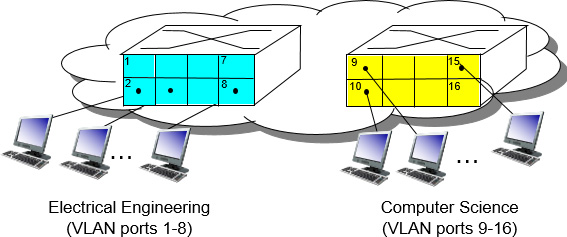 1 7 9 15
2 8 10 16
... ...
Electrical Engineering Computer Science
(VLAN ports 1-8) (VLAN ports 9-16)